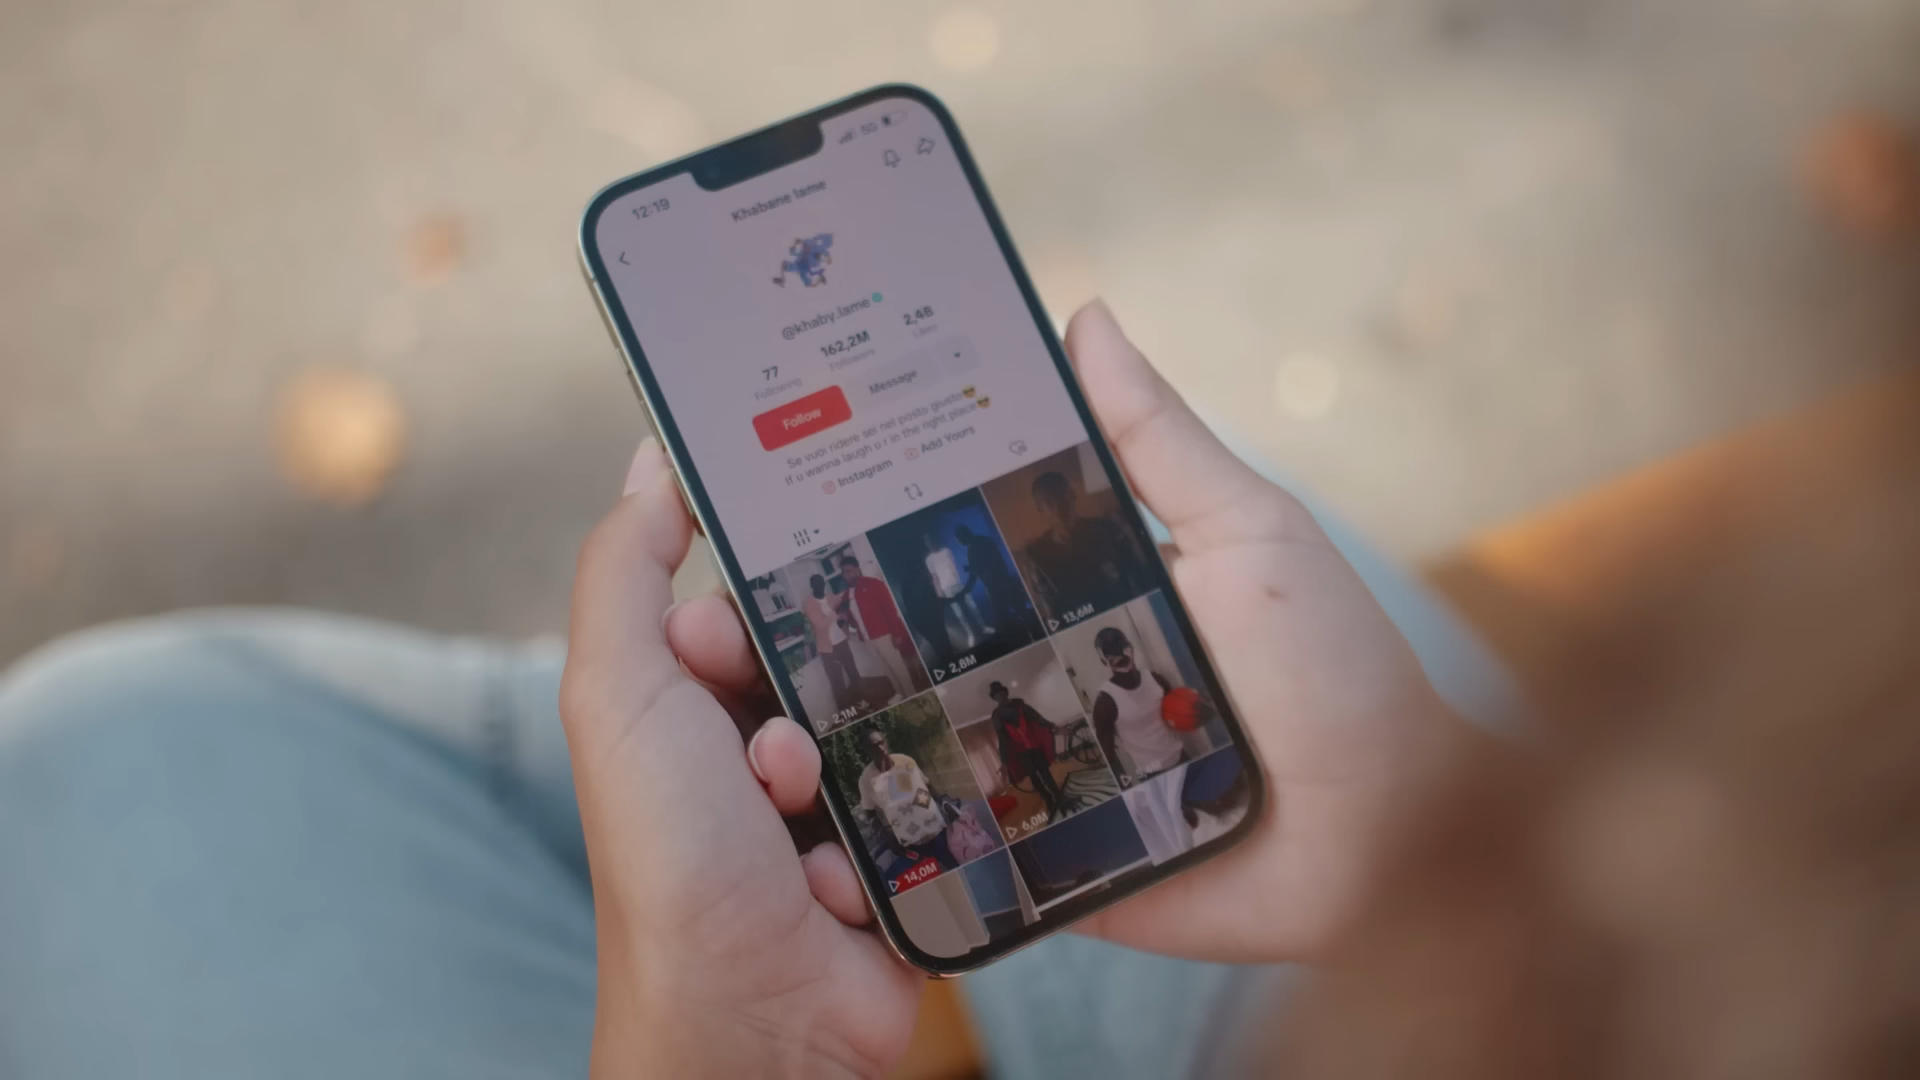 12:19
5G
Khabane lame
@khaby.lame
77 162,2M 2,4B
Following Followers Likes
Follow Message
Se vuoi ridere sei nel posto giusto😎
If u wanna laugh u r in the right place😎
Instagram Add Yours
2,1M 2,8M 13,6M
14,0M 6,0M